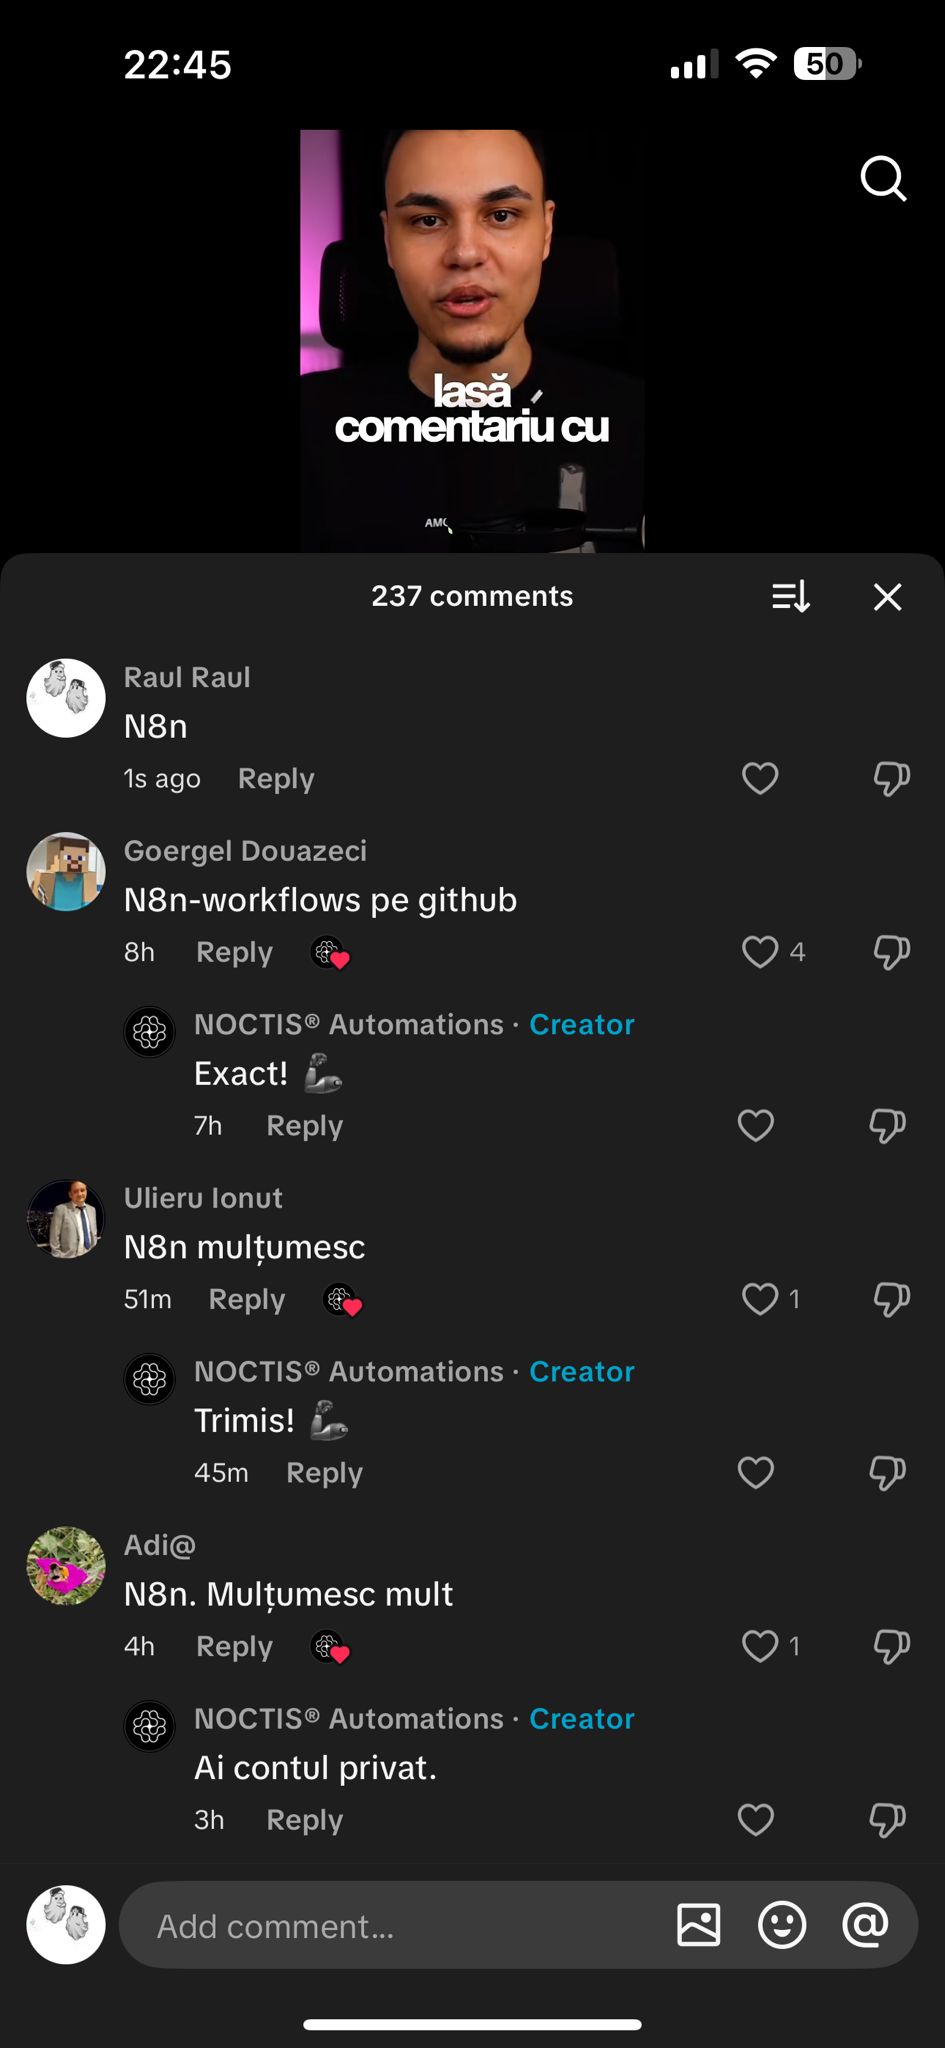 22:45
50
lasă
comentariu cu
237 comments
Raul Raul
N8n
1s ago Reply
Goergel Douazeci
N8n-workflows pe github
8h Reply 4
NOCTIS® Automations · Creator
Exact! 🦾
7h Reply
Ulieru Ionut
N8n mulțumesc
51m Reply 1
NOCTIS® Automations · Creator
Trimis! 🦾
45m Reply
Adi@
N8n. Mulțumesc mult
4h Reply 1
NOCTIS® Automations · Creator
Ai contul privat.
3h Reply
Add comment...